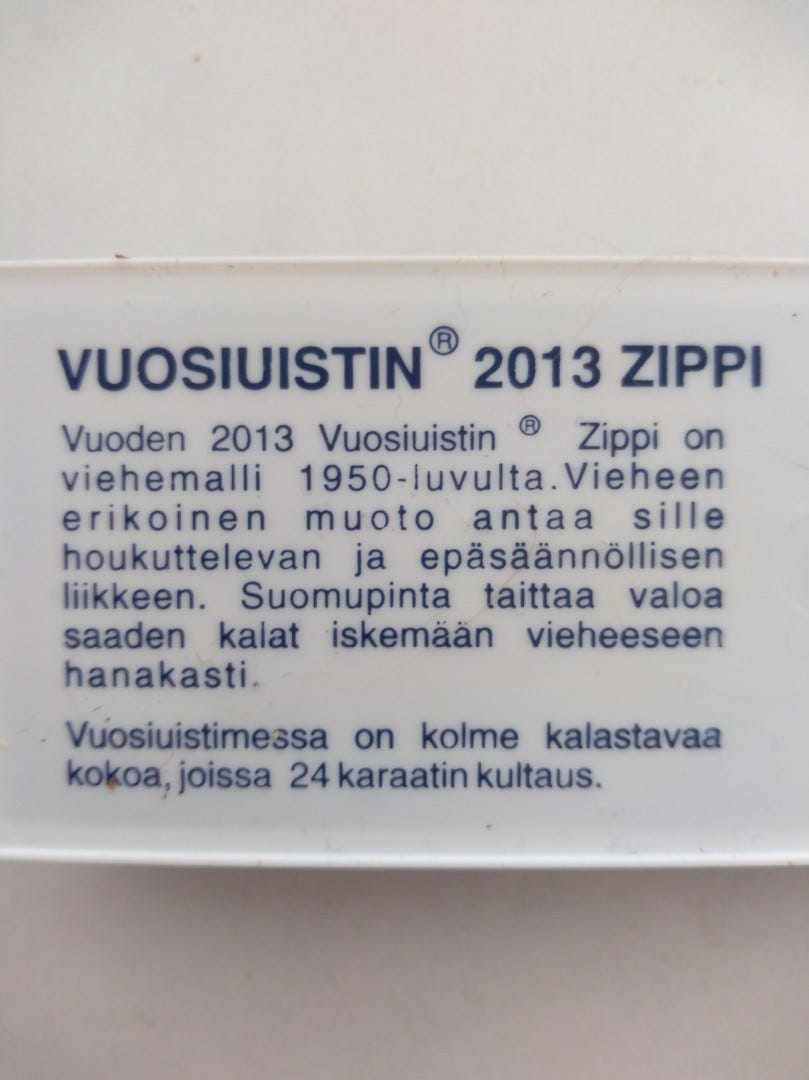 VUOSIUISTIN® 2013 ZIPPI
Vuoden 2013 Vuosiuistin ® Zippi on
viehemalli 1950-luvulta.Vieheen
erikoinen muoto antaa sille
houkuttelevan ja epäsäännöllisen
liikkeen. Suomupinta taittaa valoa
saaden kalat iskemään vieheeseen
hanakasti.
Vuosiuistimessa on kolme kalastavaa
kokoa, joissa 24 karaatin kultaus.